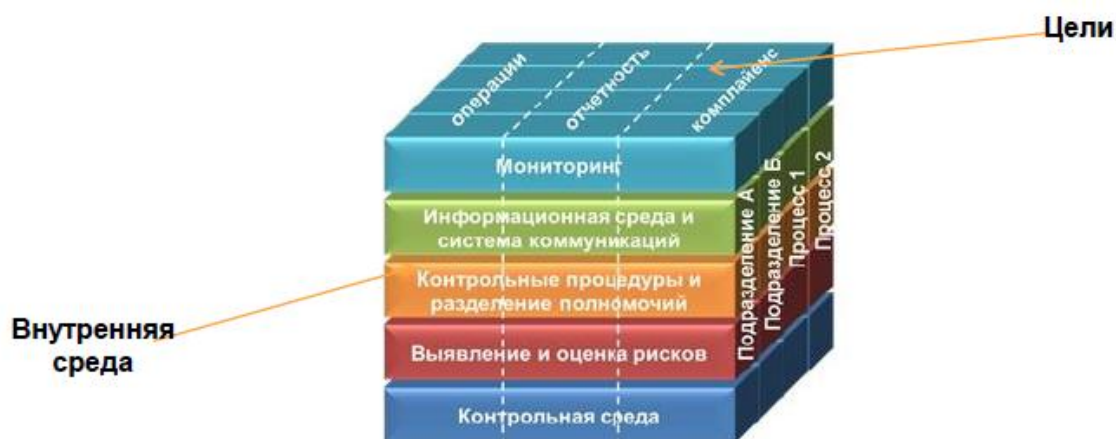 Цели
операции
отчетность
комплайенс
Мониторинг
Информационная среда и
система коммуникаций
Контрольные процедуры и
разделение полномочий
Выявление и оценка рисков
Контрольная среда
Подразделение А
Подразделение Б
Процесс 1
Процесс 2
Внутренняя
среда